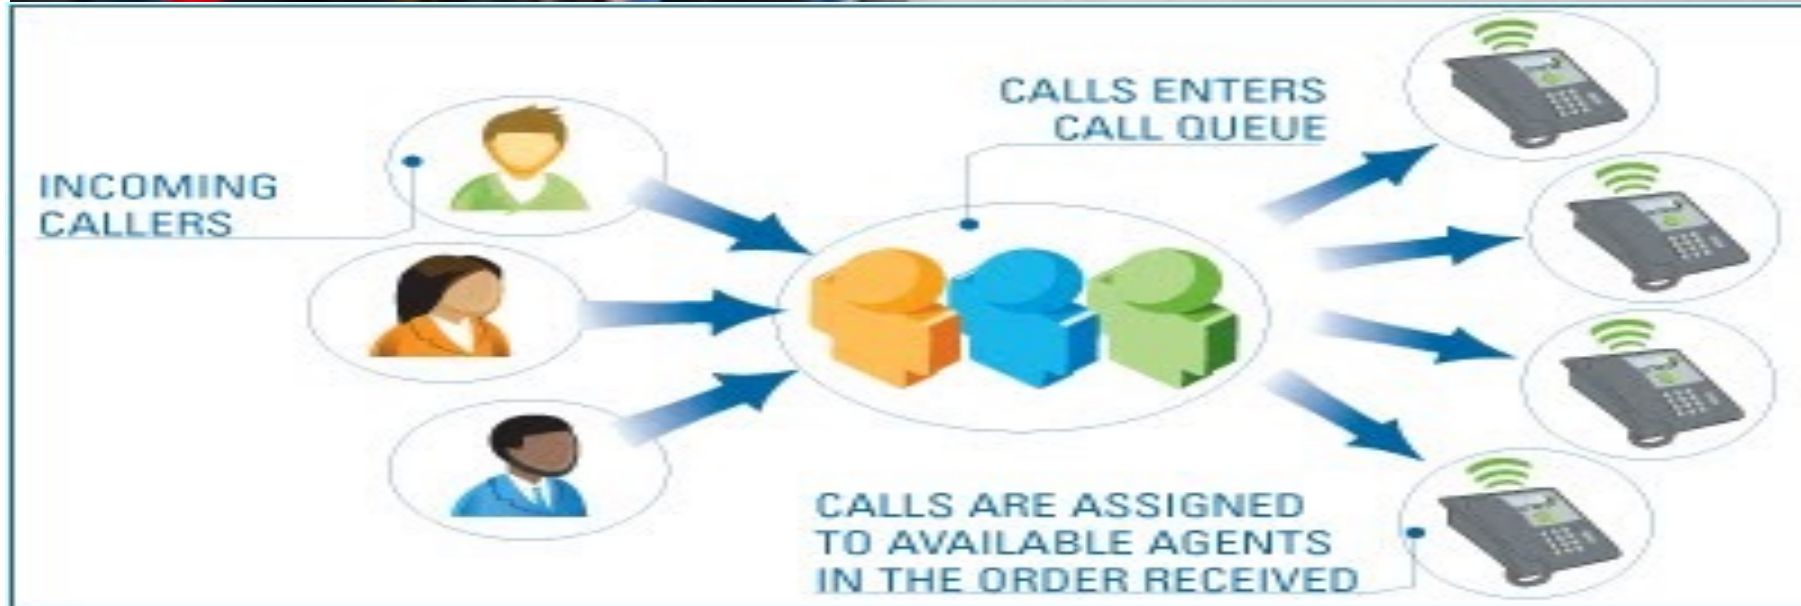 INCOMING
CALLERS
CALLS ENTERS
CALL QUEUE
CALLS ARE ASSIGNED
TO AVAILABLE AGENTS
IN THE ORDER RECEIVED